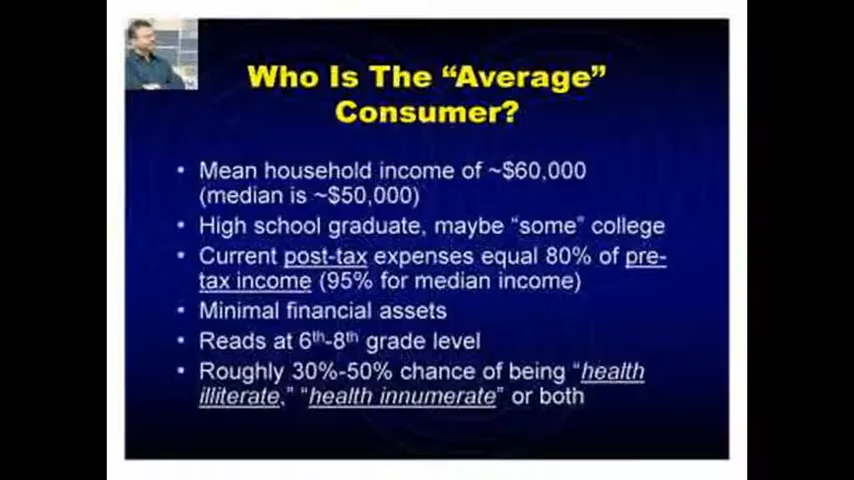 Who Is The “Average”
Consumer?
• Mean household income of ~$60,000
(median is ~$50,000)
• High school graduate, maybe “some” college
• Current post-tax expenses equal 80% of pre-
tax income (95% for median income)
• Minimal financial assets
• Reads at 6th-8th grade level
• Roughly 30%-50% chance of being “health
illiterate,” “health innumerate” or both